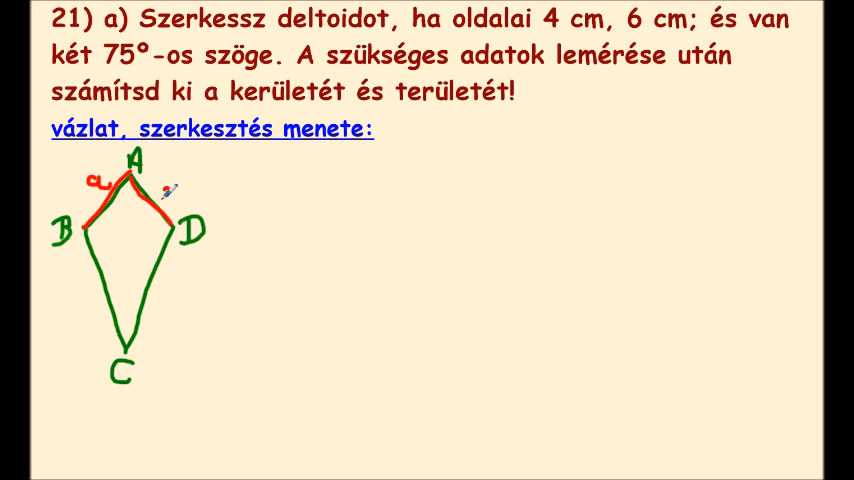 21) a) Szerkessz deltoidot, ha oldalai 4 cm, 6 cm; és van
két 75º-os szöge. A szükséges adatok lemérése után
számítsd ki a kerületét és területét!
vázlat, szerkesztés menete:
A
a
B
D
C